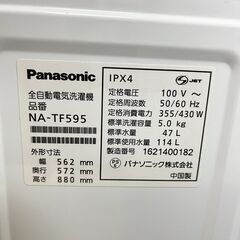 Panasonic
全自動電気洗濯機
品番
NA-TF595
外形寸法
幅 562 mm
奥行 572 mm
高さ 880 mm
IPX4
JET
定格電圧 100 V～
定格周波数 50/60 Hz
定格消費電力 355/430 W
標準洗濯容量 5.0 kg
標準水量 47 L
標準使用水量 114 L
製造番号 1621400182
パナソニック株式会社
中国製